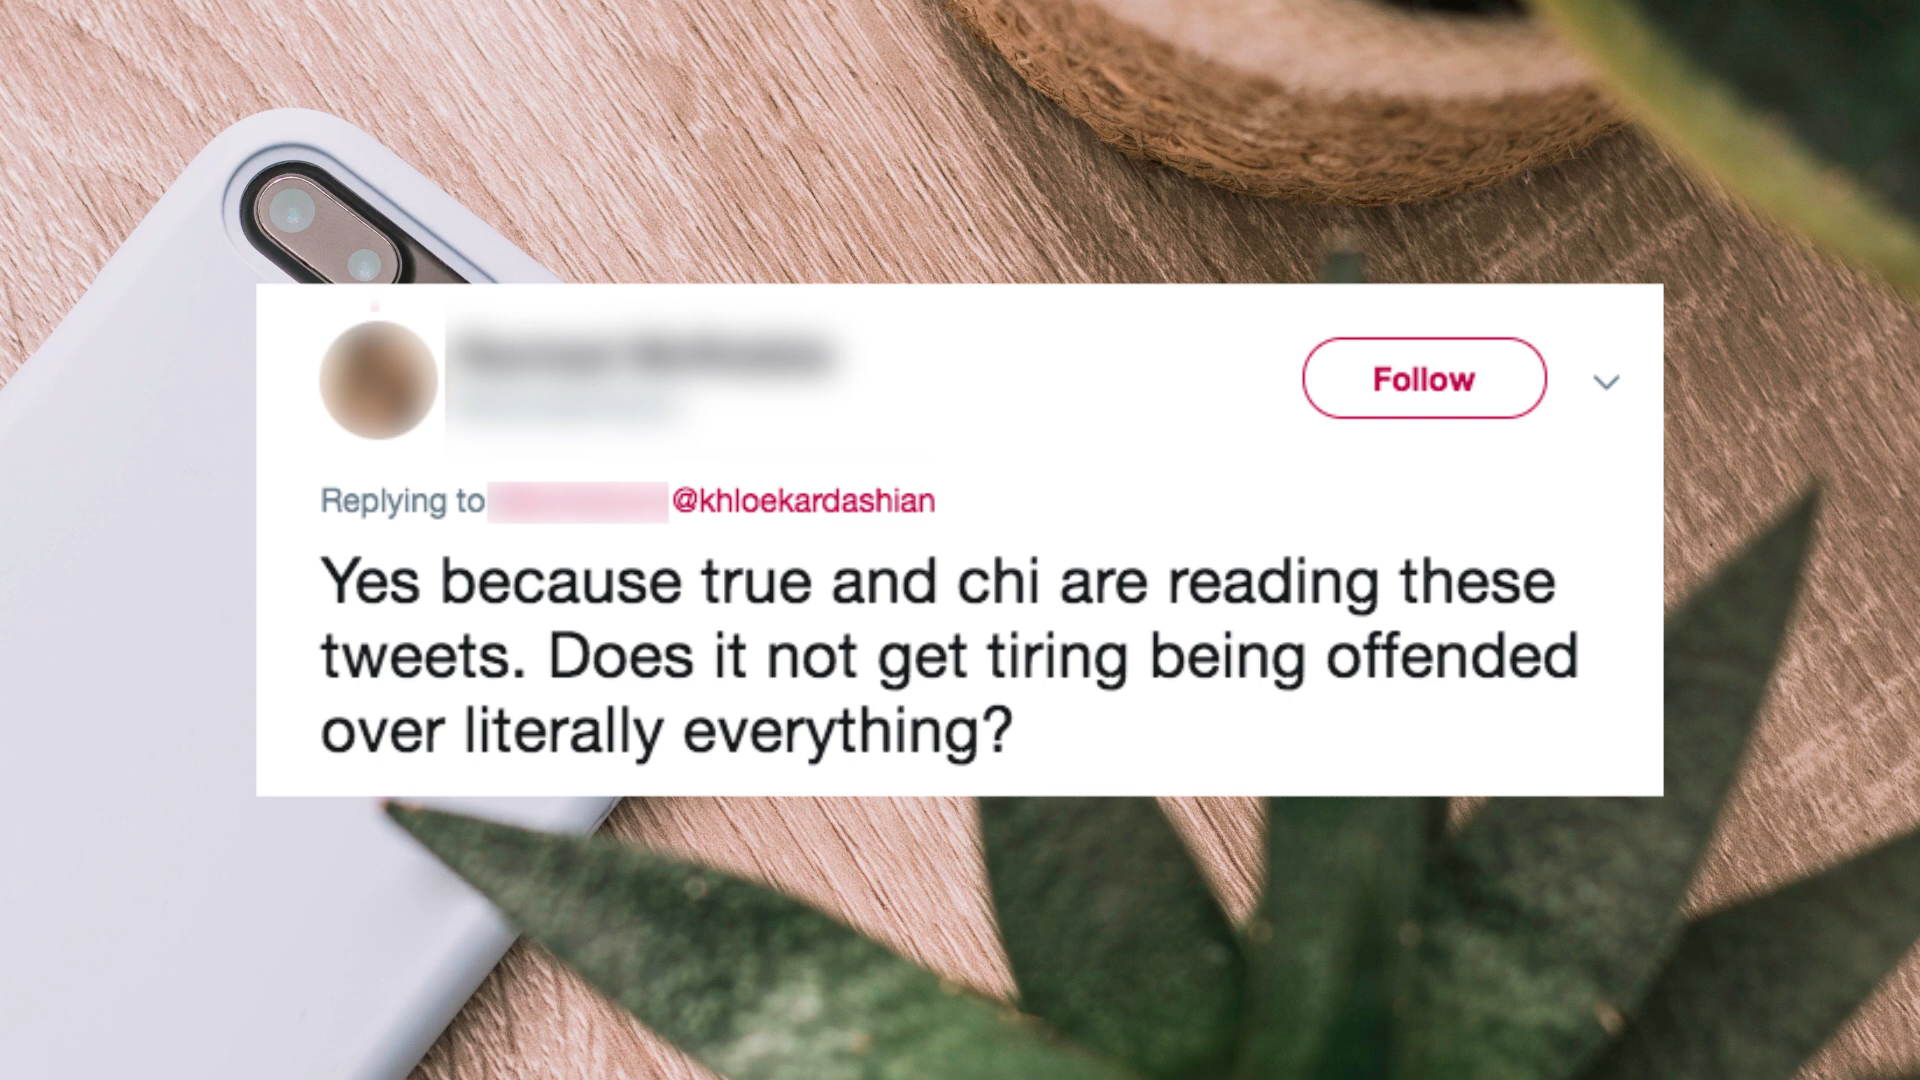 Follow
Replying to @khloekardashian
Yes because true and chi are reading these
tweets. Does it not get tiring being offended
over literally everything?